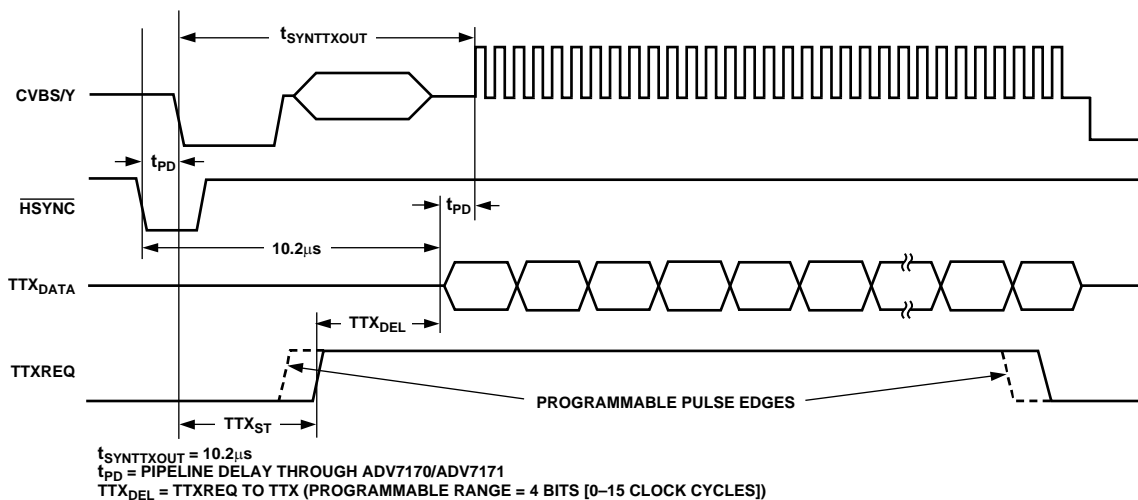 tSYNTTXOUT
CVBS/Y
tPD
HSYNC
tPD
10.2μs
TTXDATA
TTXDEL
TTXREQ
PROGRAMMABLE PULSE EDGES
TTXST
tSYNTTXOUT = 10.2μs
tPD = PIPELINE DELAY THROUGH ADV7170/ADV7171
TTXDEL = TTXREQ TO TTX (PROGRAMMABLE RANGE = 4 BITS [0–15 CLOCK CYCLES])